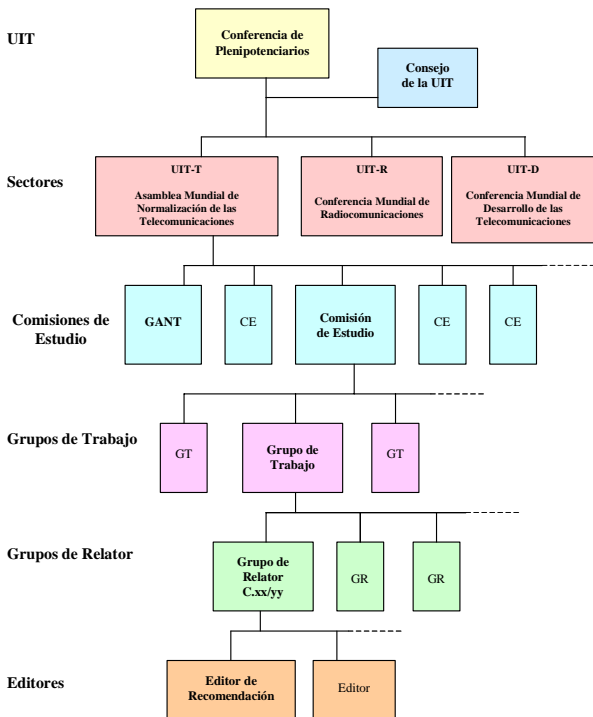 UIT
Conferencia de
Plenipotenciarios
Consejo
de la UIT
Sectores
UIT-T
Asamblea Mundial de
Normalización de las
Telecomunicaciones
UIT-R
Conferencia Mundial de
Radiocomunicaciones
UIT-D
Conferencia Mundial de
Desarrollo de las
Telecomunicaciones
Comisiones de
Estudio
GANT
CE
Comisión
de Estudio
CE
CE
Grupos de Trabajo
GT
Grupo de
Trabajo
GT
Grupos de Relator
Grupo de
Relator
C.xx/yy
GR
GR
Editores
Editor de
Recomendación
Editor